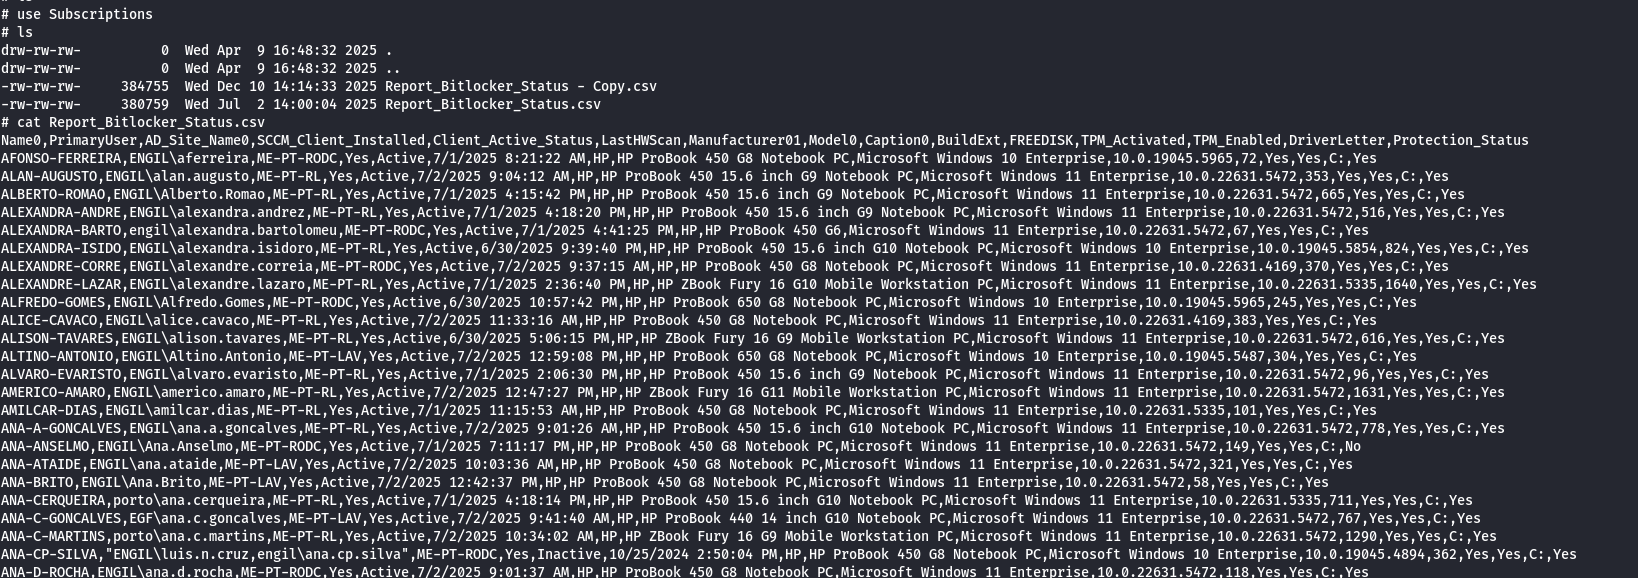 # use Subscriptions
# ls
drw-rw-rw-          0  Wed Apr  9 16:48:32 2025 .
drw-rw-rw-          0  Wed Apr  9 16:48:32 2025 ..
-rw-rw-rw-     384755  Wed Dec 10 14:14:33 2025 Report_Bitlocker_Status - Copy.csv
-rw-rw-rw-     380759  Wed Jul  2 14:00:04 2025 Report_Bitlocker_Status.csv
# cat Report_Bitlocker_Status.csv
Name0,PrimaryUser,AD_Site_Name0,SCCM_Client_Installed,Client_Active_Status,LastHWScan,Manufacturer01,Model0,Caption0,BuildExt,FREEDISK,TPM_Activated,TPM_Enabled,DriverLetter,Protection_Status
AFONSO-FERREIRA,ENGIL\aferreira,ME-PT-RODC,Yes,Active,7/1/2025 8:21:22 AM,HP,HP ProBook 450 G8 Notebook PC,Microsoft Windows 10 Enterprise,10.0.19045.5965,72,Yes,Yes,C:,Yes
ALAN-AUGUSTO,ENGIL\alan.augusto,ME-PT-RL,Yes,Active,7/2/2025 9:04:12 AM,HP,HP ProBook 450 15.6 inch G9 Notebook PC,Microsoft Windows 11 Enterprise,10.0.22631.5472,353,Yes,Yes,C:,Yes
ALBERTO-ROMAO,ENGIL\Alberto.Romao,ME-PT-RL,Yes,Active,7/1/2025 4:15:42 PM,HP,HP ProBook 450 15.6 inch G9 Notebook PC,Microsoft Windows 11 Enterprise,10.0.22631.5472,665,Yes,Yes,C:,Yes
ALEXANDRA-ANDRE,ENGIL\alexandra.andrez,ME-PT-RL,Yes,Active,7/1/2025 4:18:20 PM,HP,HP ProBook 450 15.6 inch G9 Notebook PC,Microsoft Windows 11 Enterprise,10.0.22631.5472,516,Yes,Yes,C:,Yes
ALEXANDRA-BARTO,engil\alexandra.bartolomeu,ME-PT-RODC,Yes,Active,7/1/2025 4:41:25 PM,HP,HP ProBook 450 G6,Microsoft Windows 11 Enterprise,10.0.22631.5472,67,Yes,Yes,C:,Yes
ALEXANDRA-ISIDO,ENGIL\alexandra.isidoro,ME-PT-RL,Yes,Active,6/30/2025 9:39:40 PM,HP,HP ProBook 450 15.6 inch G10 Notebook PC,Microsoft Windows 10 Enterprise,10.0.19045.5854,824,Yes,Yes,C:,Yes
ALEXANDRE-CORRE,ENGIL\alexandre.correia,ME-PT-RODC,Yes,Active,7/2/2025 9:37:15 AM,HP,HP ProBook 450 G8 Notebook PC,Microsoft Windows 11 Enterprise,10.0.22631.4169,370,Yes,Yes,C:,Yes
ALEXANDRE-LAZAR,ENGIL\alexandre.lazaro,ME-PT-RL,Yes,Active,7/1/2025 2:36:40 PM,HP,HP ZBook Fury 16 G10 Mobile Workstation PC,Microsoft Windows 11 Enterprise,10.0.22631.5335,1640,Yes,Yes,C:,Yes
ALFREDO-GOMES,ENGIL\Alfredo.Gomes,ME-PT-RODC,Yes,Active,6/30/2025 10:57:42 PM,HP,HP ProBook 650 G8 Notebook PC,Microsoft Windows 10 Enterprise,10.0.19045.5965,245,Yes,Yes,C:,Yes
ALICE-CAVACO,ENGIL\alice.cavaco,ME-PT-RL,Yes,Active,7/2/2025 11:33:16 AM,HP,HP ProBook 450 G8 Notebook PC,Microsoft Windows 11 Enterprise,10.0.22631.4169,383,Yes,Yes,C:,Yes
ALISON-TAVARES,ENGIL\alison.tavares,ME-PT-RL,Yes,Active,6/30/2025 5:06:15 PM,HP,HP ZBook Fury 16 G9 Mobile Workstation PC,Microsoft Windows 11 Enterprise,10.0.22631.5472,616,Yes,Yes,C:,Yes
ALTINO-ANTONIO,ENGIL\Altino.Antonio,ME-PT-LAV,Yes,Active,7/2/2025 12:59:08 PM,HP,HP ProBook 650 G8 Notebook PC,Microsoft Windows 10 Enterprise,10.0.19045.5487,304,Yes,Yes,C:,Yes
ALVARO-EVARISTO,ENGIL\alvaro.evaristo,ME-PT-RL,Yes,Active,7/1/2025 2:06:30 PM,HP,HP ProBook 450 15.6 inch G9 Notebook PC,Microsoft Windows 11 Enterprise,10.0.22631.5472,96,Yes,Yes,C:,Yes
AMERICO-AMARO,ENGIL\americo.amaro,ME-PT-RL,Yes,Active,7/2/2025 12:47:27 PM,HP,HP ZBook Fury 16 G11 Mobile Workstation PC,Microsoft Windows 11 Enterprise,10.0.22631.5472,1631,Yes,Yes,C:,Yes
AMILCAR-DIAS,ENGIL\amilcar.dias,ME-PT-RL,Yes,Active,7/1/2025 11:15:53 AM,HP,HP ProBook 450 G8 Notebook PC,Microsoft Windows 11 Enterprise,10.0.22631.5335,101,Yes,Yes,C:,Yes
ANA-A-GONCALVES,ENGIL\ana.a.goncalves,ME-PT-RL,Yes,Active,7/2/2025 9:01:26 AM,HP,HP ProBook 450 15.6 inch G10 Notebook PC,Microsoft Windows 11 Enterprise,10.0.22631.5472,778,Yes,Yes,C:,Yes
ANA-ANSELMO,ENGIL\Ana.Anselmo,ME-PT-RODC,Yes,Active,7/1/2025 7:11:17 PM,HP,HP ProBook 450 G8 Notebook PC,Microsoft Windows 11 Enterprise,10.0.22631.5472,149,Yes,Yes,C:,No
ANA-ATAIDE,ENGIL\ana.ataide,ME-PT-LAV,Yes,Active,7/2/2025 10:03:36 AM,HP,HP ProBook 450 G8 Notebook PC,Microsoft Windows 11 Enterprise,10.0.22631.5472,321,Yes,Yes,C:,Yes
ANA-BRITO,ENGIL\Ana.Brito,ME-PT-LAV,Yes,Active,7/2/2025 12:42:37 PM,HP,HP ProBook 450 G8 Notebook PC,Microsoft Windows 11 Enterprise,10.0.22631.5472,58,Yes,Yes,C:,Yes
ANA-CERQUEIRA,porto\ana.cerqueira,ME-PT-RL,Yes,Active,7/1/2025 4:18:14 PM,HP,HP ProBook 450 15.6 inch G10 Notebook PC,Microsoft Windows 11 Enterprise,10.0.22631.5335,711,Yes,Yes,C:,Yes
ANA-C-GONCALVES,EGF\ana.c.goncalves,ME-PT-LAV,Yes,Active,7/2/2025 9:41:40 AM,HP,HP ProBook 440 14 inch G10 Notebook PC,Microsoft Windows 11 Enterprise,10.0.22631.5472,767,Yes,Yes,C:,Yes
ANA-C-MARTINS,porto\ana.c.martins,ME-PT-RL,Yes,Active,7/2/2025 10:34:02 AM,HP,HP ZBook Fury 16 G9 Mobile Workstation PC,Microsoft Windows 11 Enterprise,10.0.22631.5472,1290,Yes,Yes,C:,Yes
ANA-CP-SILVA,"ENGIL\luis.n.cruz,engil\ana.cp.silva",ME-PT-RODC,Yes,Inactive,10/25/2024 2:50:04 PM,HP,HP ProBook 450 G8 Notebook PC,Microsoft Windows 10 Enterprise,10.0.19045.4894,362,Yes,Yes,C:,Yes
ANA-D-ROCHA,ENGIL\ana.d.rocha,ME-PT-RL,Yes,Active,7/2/2025 9:01:37 AM,HP,HP ProBook 450 G8 Notebook PC,Microsoft Windows 11 Enterprise,10.0.22631.5472,118,Yes,Yes,C:,Yes